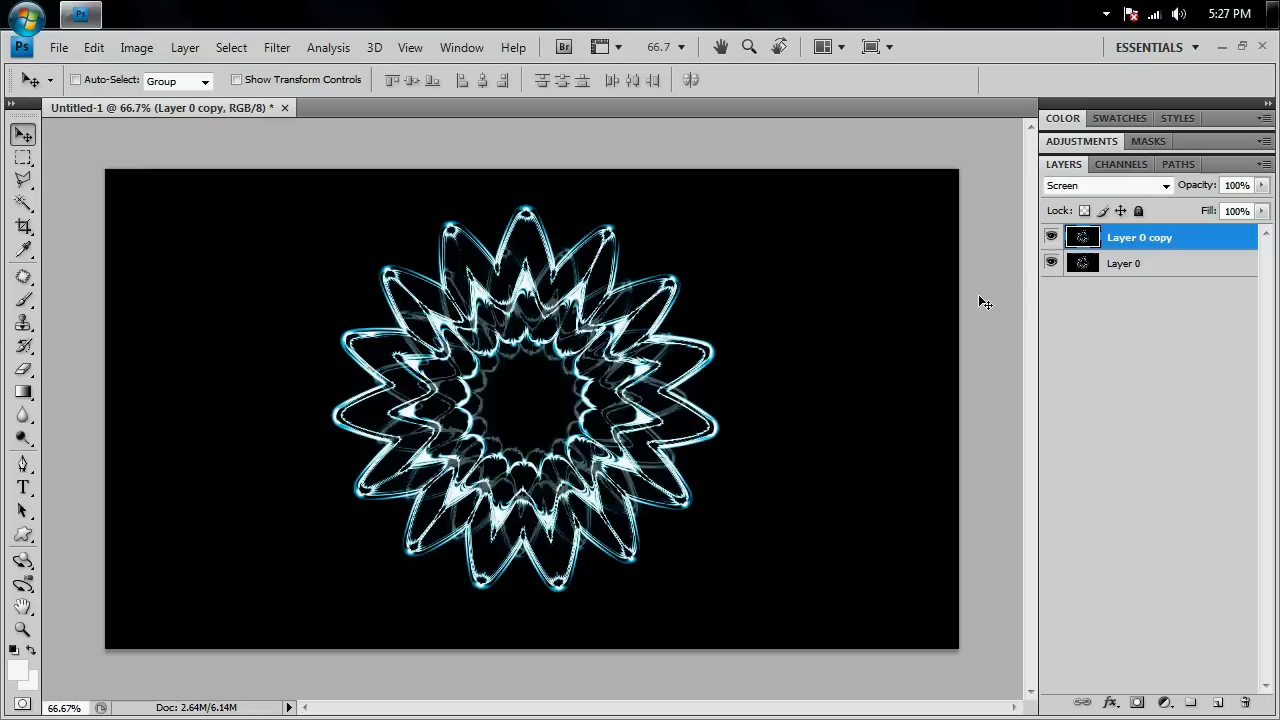 Ps
5:27 PM
Ps File Edit Image Layer Select Filter Analysis 3D View Window Help Br 66.7 ESSENTIALS
Auto-Select: Group Show Transform Controls
Untitled-1 @ 66.7% (Layer 0 copy, RGB/8) *
COLOR SWATCHES STYLES
ADJUSTMENTS MASKS
LAYERS CHANNELS PATHS
Screen Opacity: 100%
Lock: Fill: 100%
Layer 0 copy
Layer 0
T
fx
66.67% Doc: 2.64M/6.14M